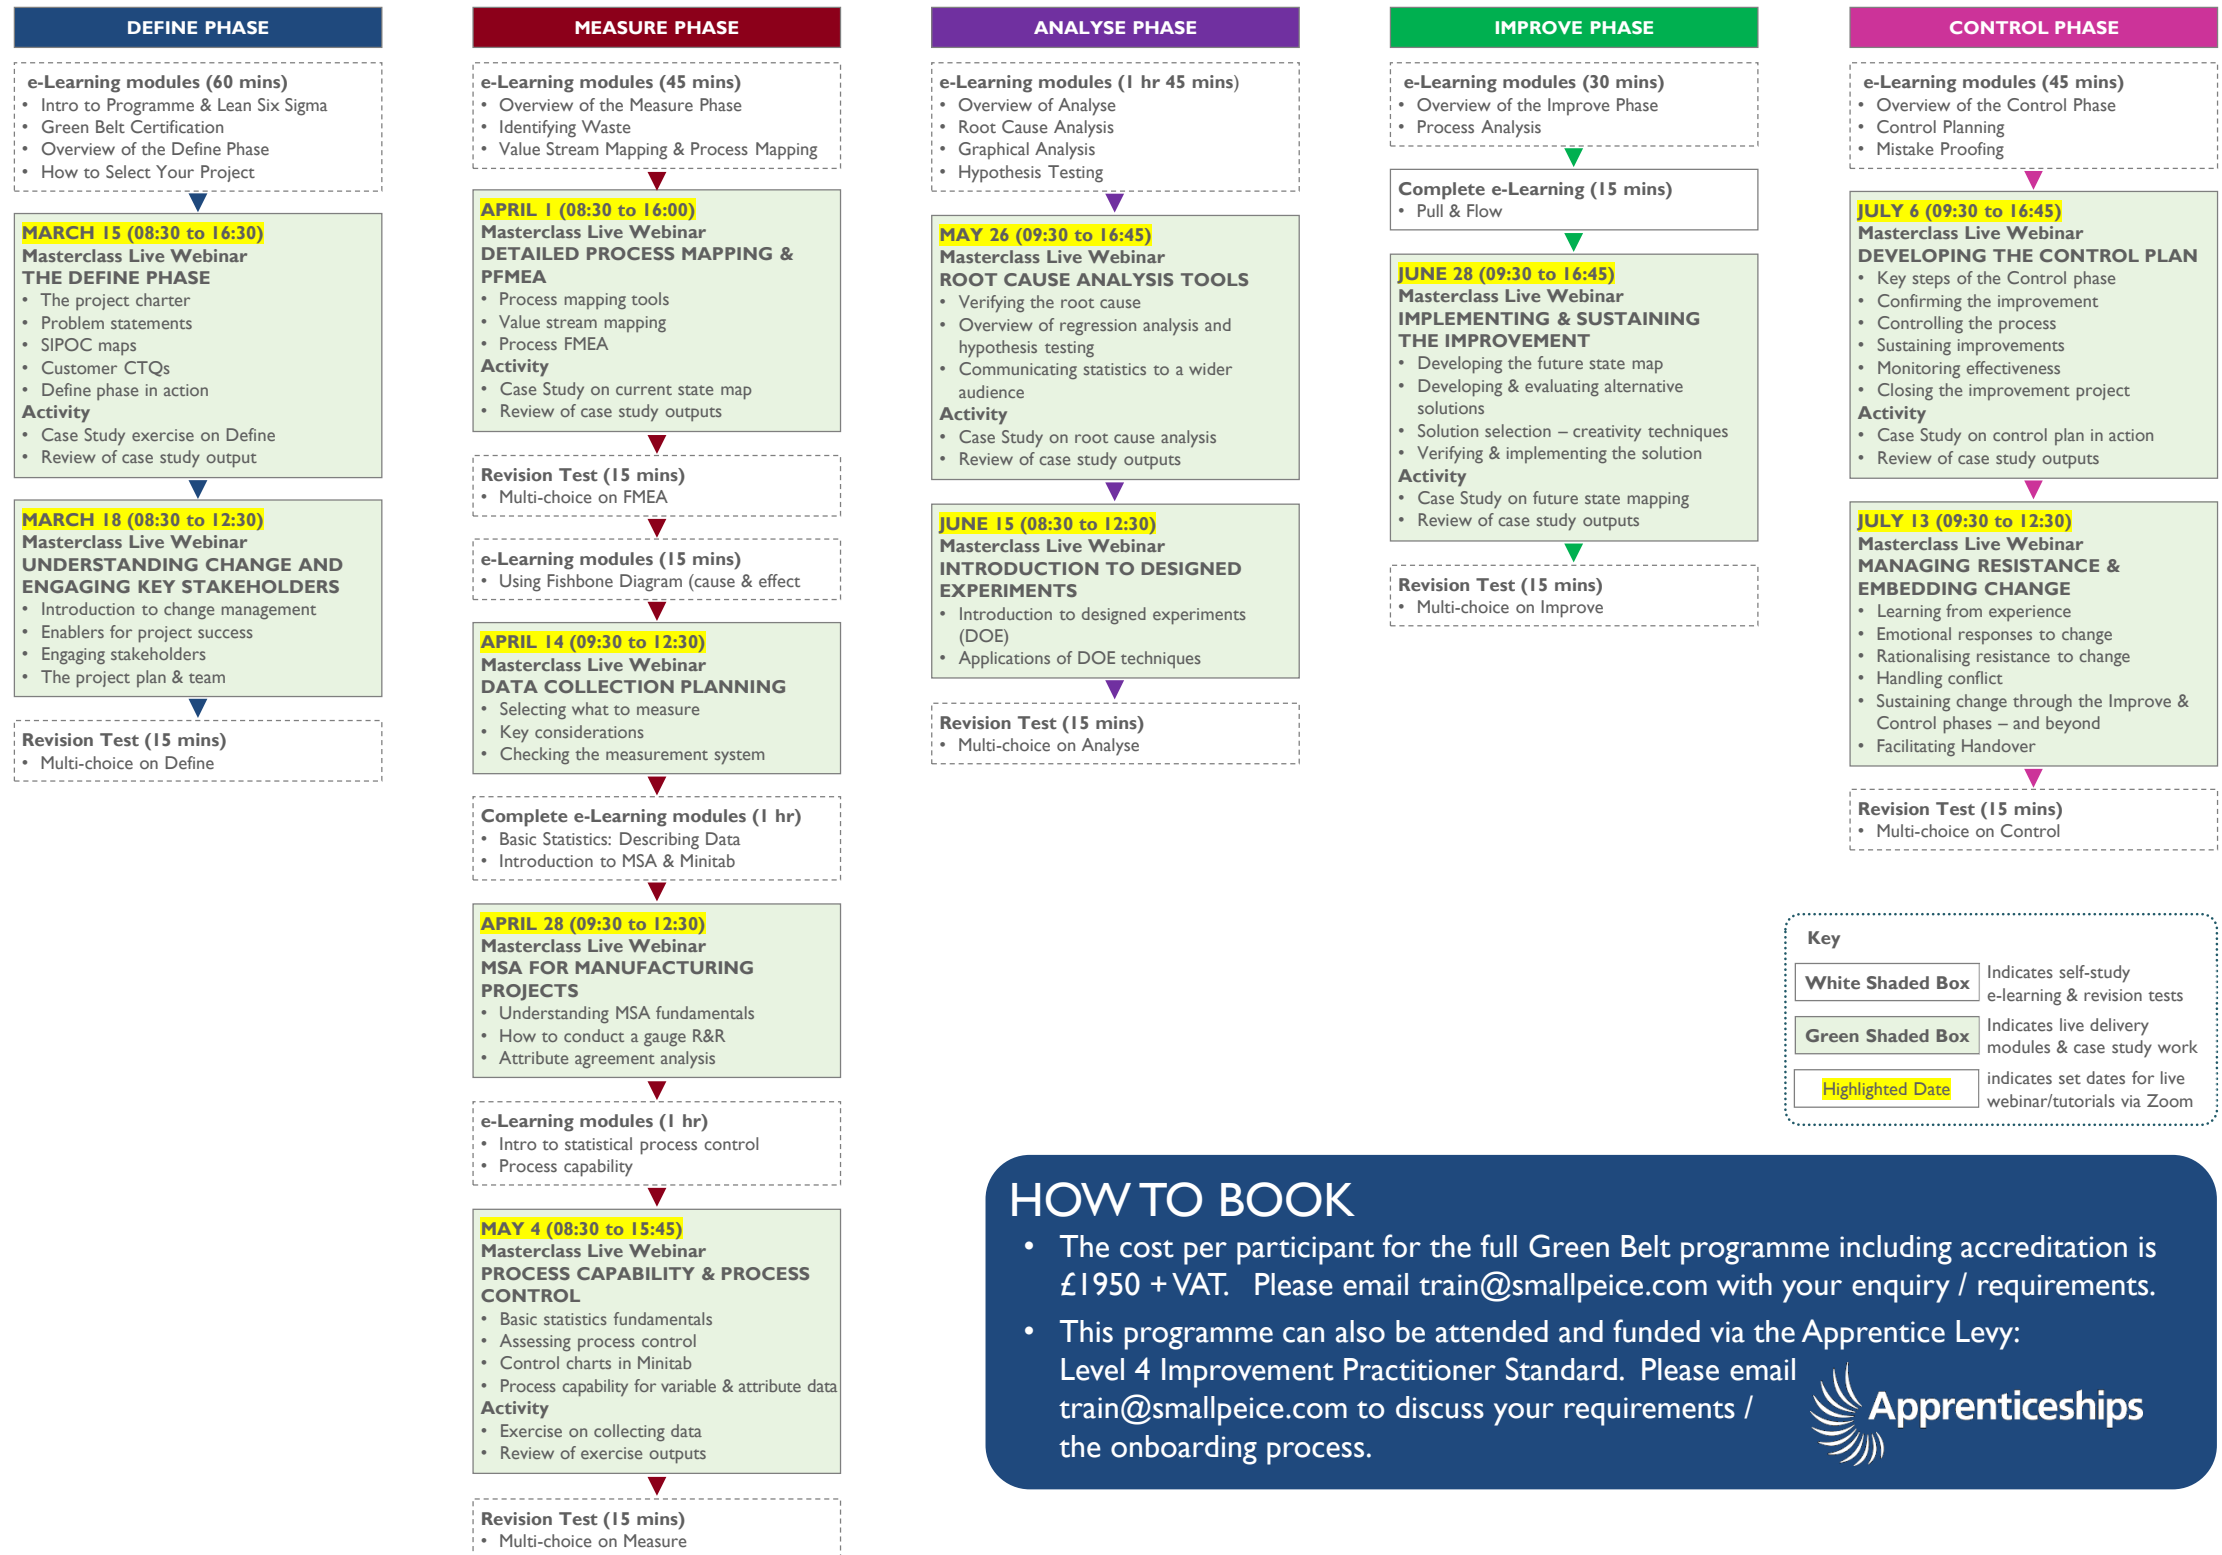 DEFINE PHASE
e-Learning modules (60 mins)
• Intro to Programme & Lean Six Sigma
• Green Belt Certification
• Overview of the Define Phase
• How to Select Your Project
MARCH 15 (08:30 to 16:30)
Masterclass Live Webinar
THE DEFINE PHASE
• The project charter
• Problem statements
• SIPOC maps
• Customer CTQs
• Define phase in action
Activity
• Case Study exercise on Define
• Review of case study output
MARCH 18 (08:30 to 12:30)
Masterclass Live Webinar
UNDERSTANDING CHANGE AND
ENGAGING KEY STAKEHOLDERS
• Introduction to change management
• Enablers for project success
• Engaging stakeholders
• The project plan & team
Revision Test (15 mins)
• Multi-choice on Define
MEASURE PHASE
e-Learning modules (45 mins)
• Overview of the Measure Phase
• Identifying Waste
• Value Stream Mapping & Process Mapping
APRIL 1 (08:30 to 16:00)
Masterclass Live Webinar
DETAILED PROCESS MAPPING &
PFMEA
• Process mapping tools
• Value stream mapping
• Process FMEA
Activity
• Case Study on current state map
• Review of case study outputs
Revision Test (15 mins)
• Multi-choice on FMEA
e-Learning modules (15 mins)
• Using Fishbone Diagram (cause & effect
APRIL 14 (09:30 to 12:30)
Masterclass Live Webinar
DATA COLLECTION PLANNING
• Selecting what to measure
• Key considerations
• Checking the measurement system
Complete e-Learning modules (1 hr)
• Basic Statistics: Describing Data
• Introduction to MSA & Minitab
APRIL 28 (09:30 to 12:30)
Masterclass Live Webinar
MSA FOR MANUFACTURING
PROJECTS
• Understanding MSA fundamentals
• How to conduct a gauge R&R
• Attribute agreement analysis
e-Learning modules (1 hr)
• Intro to statistical process control
• Process capability
MAY 4 (08:30 to 15:45)
Masterclass Live Webinar
PROCESS CAPABILITY & PROCESS
CONTROL
• Basic statistics fundamentals
• Assessing process control
• Control charts in Minitab
• Process capability for variable & attribute data
Activity
• Exercise on collecting data
• Review of exercise outputs
Revision Test (15 mins)
• Multi-choice on Measure
ANALYSE PHASE
e-Learning modules (1 hr 45 mins)
• Overview of Analyse
• Root Cause Analysis
• Graphical Analysis
• Hypothesis Testing
MAY 26 (09:30 to 16:45)
Masterclass Live Webinar
ROOT CAUSE ANALYSIS TOOLS
• Verifying the root cause
• Overview of regression analysis and
hypothesis testing
• Communicating statistics to a wider
audience
Activity
• Case Study on root cause analysis
• Review of case study outputs
JUNE 15 (08:30 to 12:30)
Masterclass Live Webinar
INTRODUCTION TO DESIGNED
EXPERIMENTS
• Introduction to designed experiments
(DOE)
• Applications of DOE techniques
Revision Test (15 mins)
• Multi-choice on Analyse
IMPROVE PHASE
e-Learning modules (30 mins)
• Overview of the Improve Phase
• Process Analysis
Complete e-Learning (15 mins)
• Pull & Flow
JUNE 28 (09:30 to 16:45)
Masterclass Live Webinar
IMPLEMENTING & SUSTAINING
THE IMPROVEMENT
• Developing the future state map
• Developing & evaluating alternative
solutions
• Solution selection – creativity techniques
• Verifying & implementing the solution
Activity
• Case Study on future state mapping
• Review of case study outputs
Revision Test (15 mins)
• Multi-choice on Improve
CONTROL PHASE
e-Learning modules (45 mins)
• Overview of the Control Phase
• Control Planning
• Mistake Proofing
JULY 6 (09:30 to 16:45)
Masterclass Live Webinar
DEVELOPING THE CONTROL PLAN
• Key steps of the Control phase
• Confirming the improvement
• Controlling the process
• Sustaining improvements
• Monitoring effectiveness
• Closing the improvement project
Activity
• Case Study on control plan in action
• Review of case study outputs
JULY 13 (09:30 to 12:30)
Masterclass Live Webinar
MANAGING RESISTANCE &
EMBEDDING CHANGE
• Learning from experience
• Emotional responses to change
• Rationalising resistance to change
• Handling conflict
• Sustaining change through the Improve &
Control phases – and beyond
• Facilitating Handover
Revision Test (15 mins)
• Multi-choice on Control
Key
White Shaded Box
Indicates self-study
e-learning & revision tests
Green Shaded Box
Indicates live delivery
modules & case study work
Highlighted Date
indicates set dates for live
webinar/tutorials via Zoom
HOW TO BOOK
• The cost per participant for the full Green Belt programme including accreditation is
£1950 + VAT. Please email train@smallpeice.com with your enquiry / requirements.
• This programme can also be attended and funded via the Apprentice Levy:
Level 4 Improvement Practitioner Standard. Please email
train@smallpeice.com to discuss your requirements /
the onboarding process.
Apprenticeships